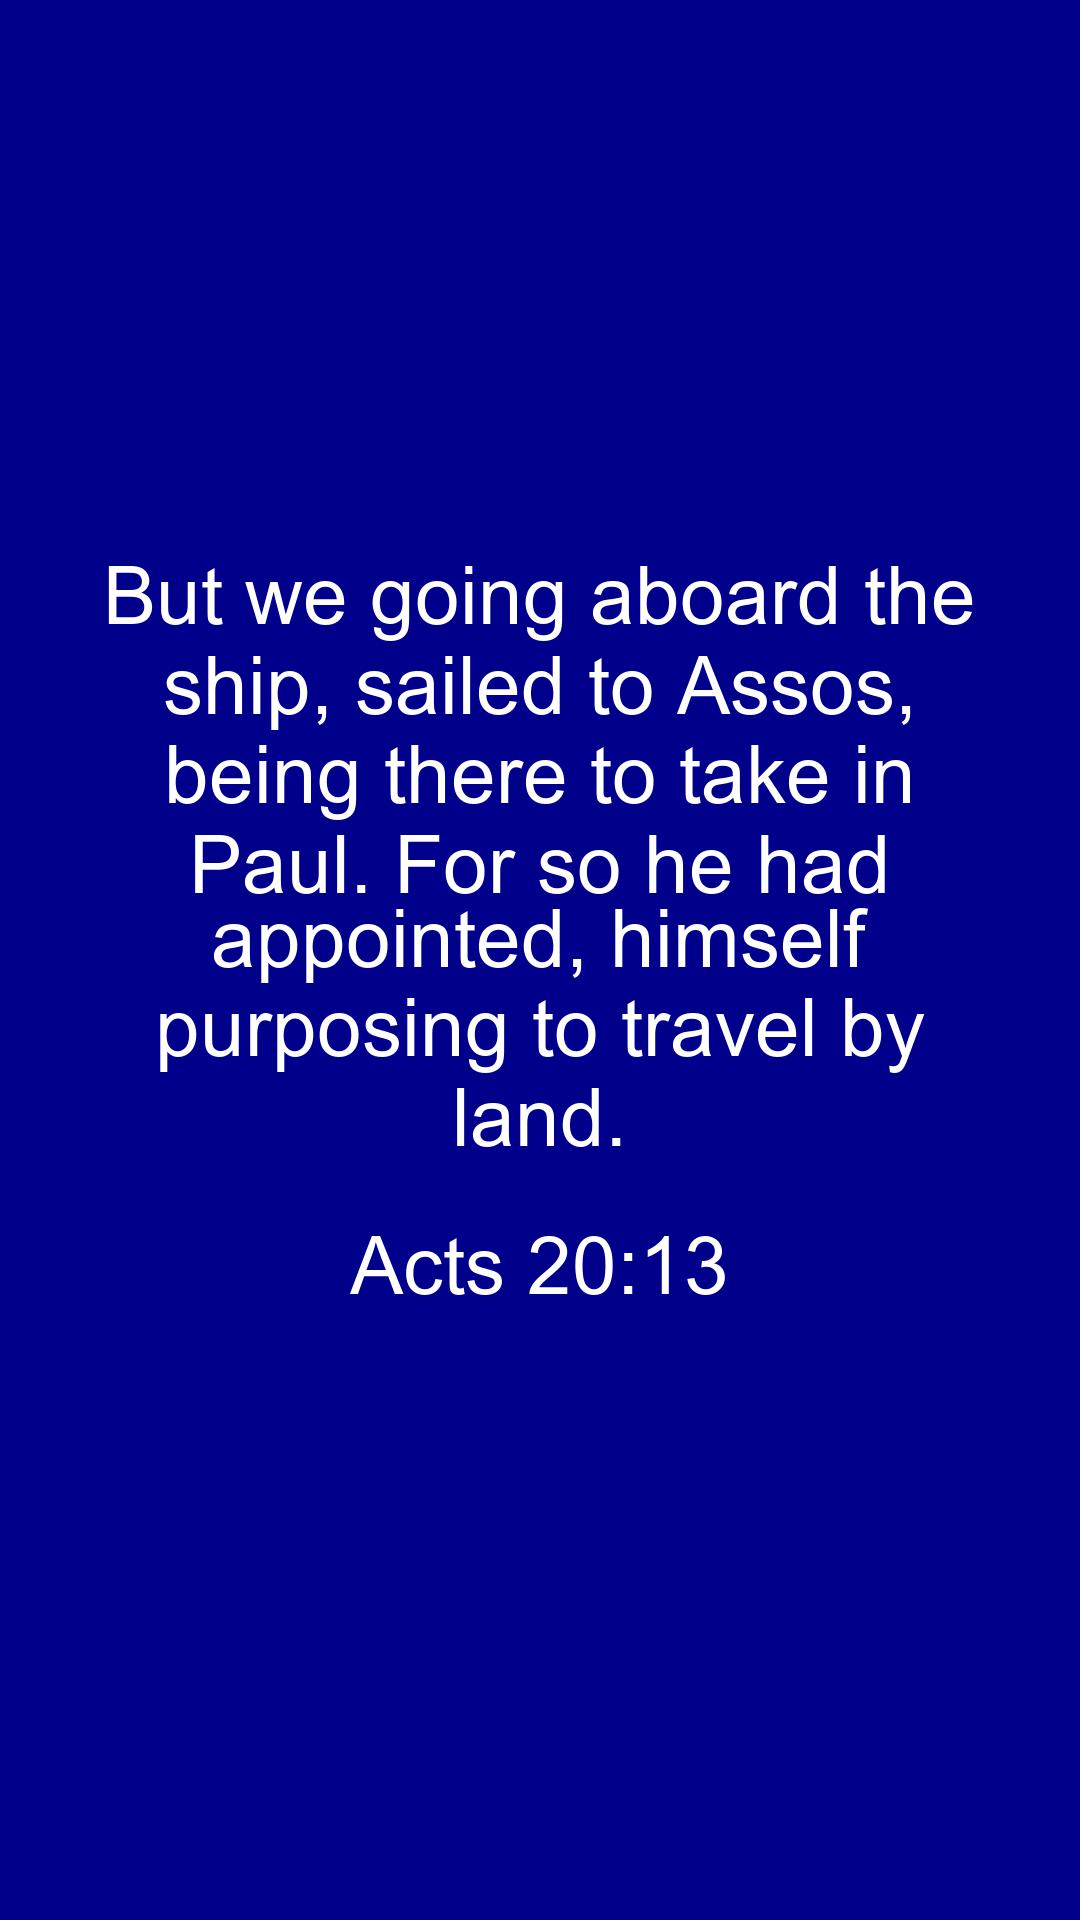 But we going aboard the
ship, sailed to Assos,
being there to take in
Paul. For so he had
appointed, himself
purposing to travel by
land.
Acts 20:13